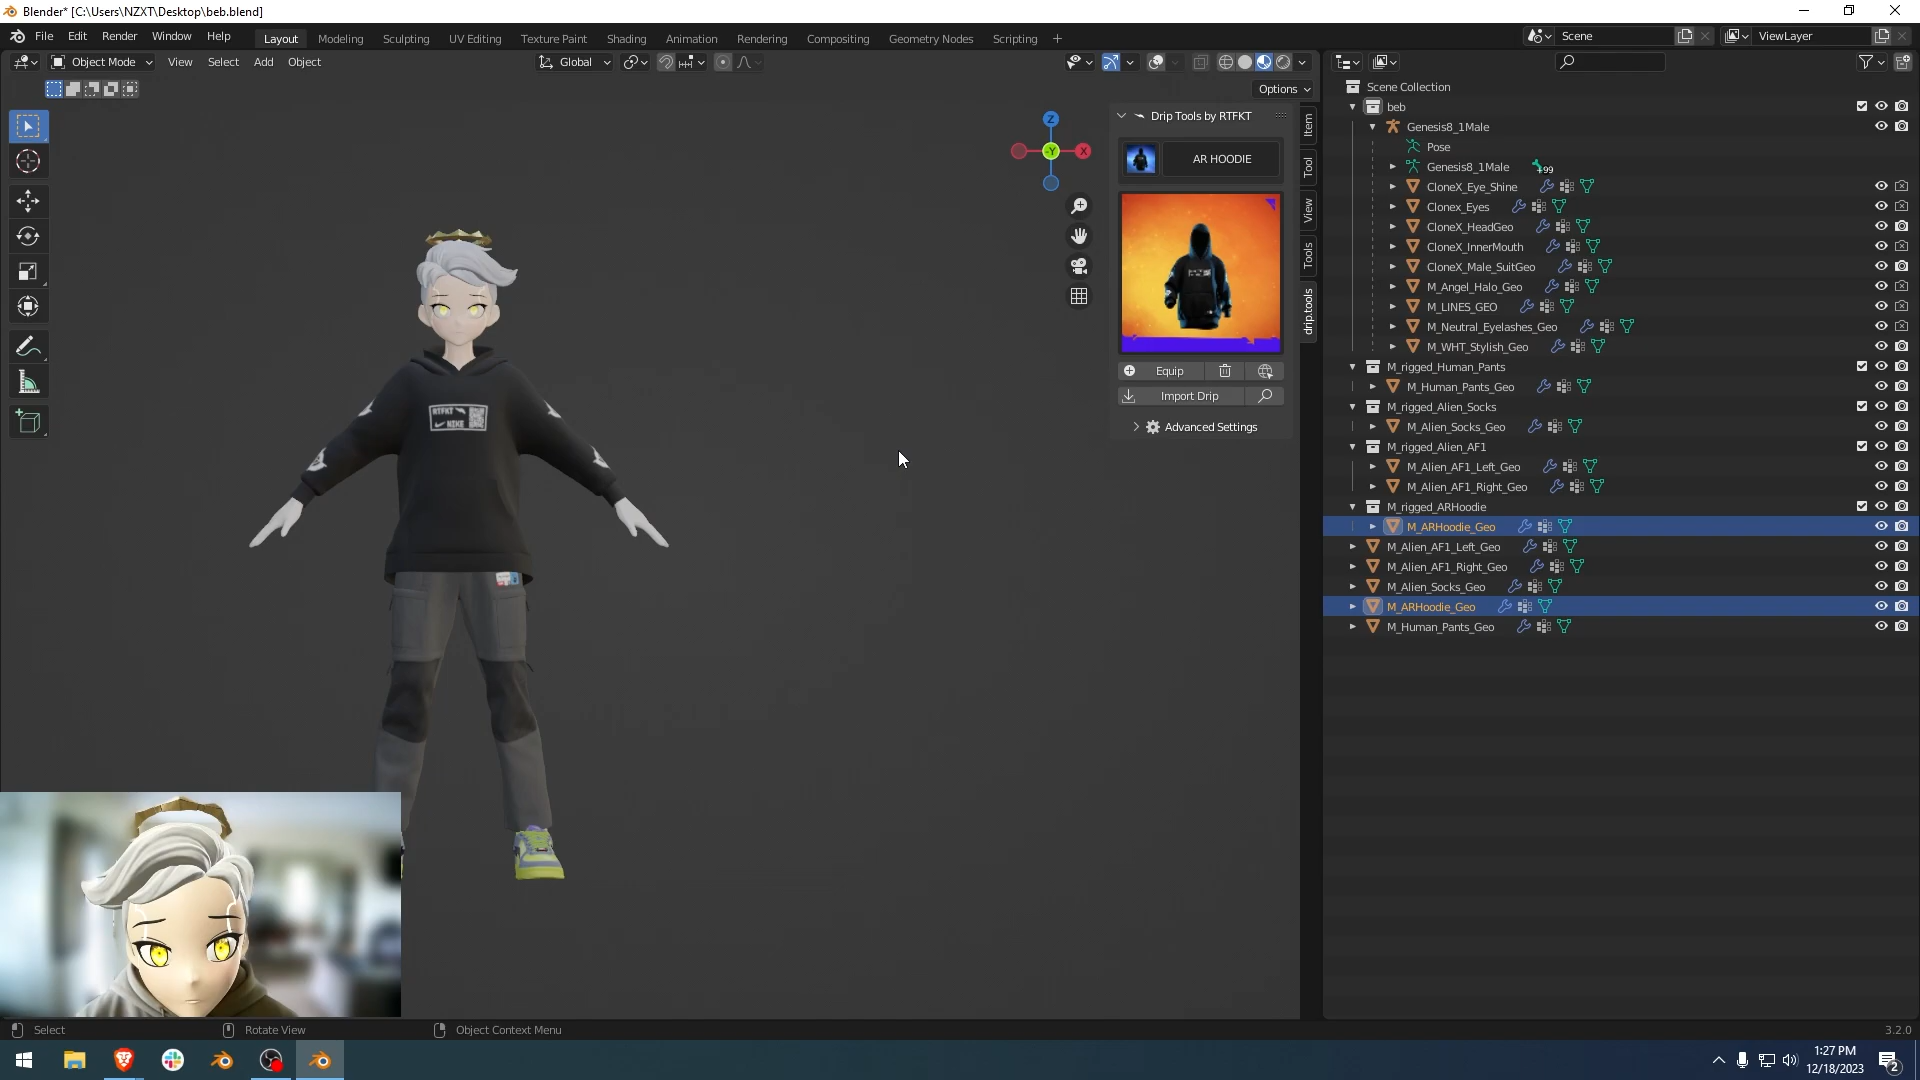 Blender* [C:\Users\NZXT\Desktop\beb.blend]
File Edit Render Window Help Layout Modeling Sculpting UV Editing Texture Paint Shading Animation Rendering Compositing Geometry Nodes Scripting + Scene ViewLayer
Object Mode View Select Add Object Global
Options
Drip Tools by RTFKT
AR HOODIE
Equip
Import Drip
Advanced Settings
Item
Tool
View
Tools
drip.tools
Z
-Y
X
RTFKT
NIKE
Scene Collection
beb
Genesis8_1Male
Pose
Genesis8_1Male +99
CloneX_Eye_Shine
Clonex_Eyes
CloneX_HeadGeo
CloneX_InnerMouth
CloneX_Male_SuitGeo
M_Angel_Halo_Geo
M_LINES_GEO
M_Neutral_Eyelashes_Geo
M_WHT_Stylish_Geo
M_rigged_Human_Pants
M_Human_Pants_Geo
M_rigged_Alien_Socks
M_Alien_Socks_Geo
M_rigged_Alien_AF1
M_Alien_AF1_Left_Geo
M_Alien_AF1_Right_Geo
M_rigged_ARHoodie
M_ARHoodie_Geo
M_Alien_AF1_Left_Geo
M_Alien_AF1_Right_Geo
M_Alien_Socks_Geo
M_ARHoodie_Geo
M_Human_Pants_Geo
Select Rotate View Object Context Menu 3.2.0
1:27 PM
12/18/2023
2